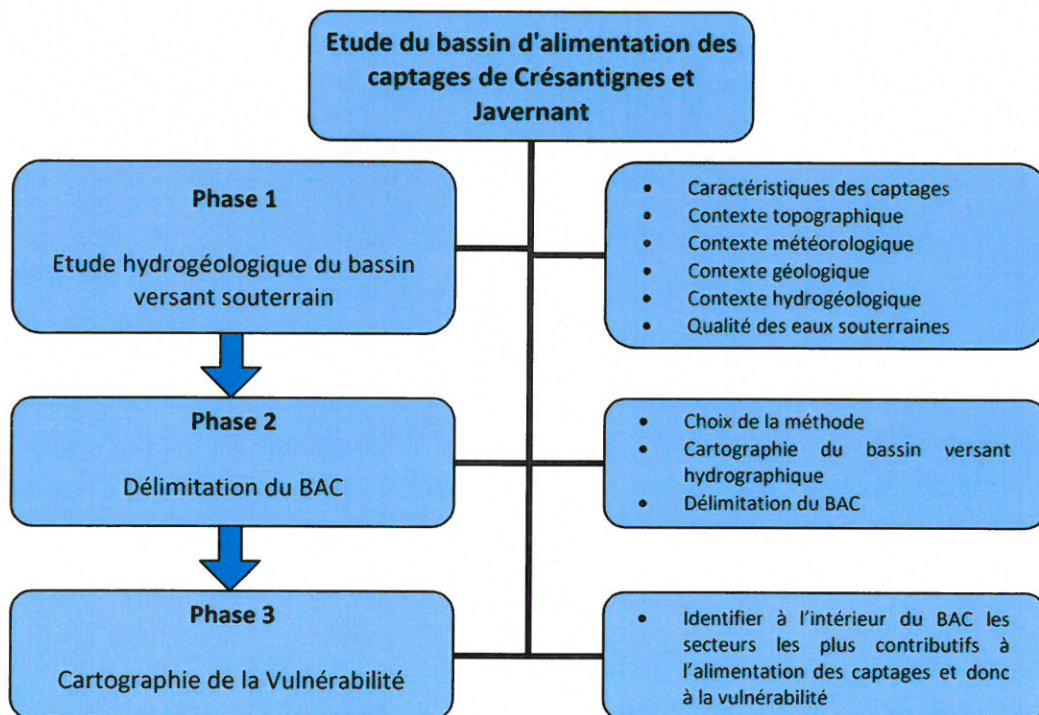 Etude du bassin d'alimentation des
captages de Crésantignes et
Javernant
Phase 1
Etude hydrogéologique du bassin
versant souterrain
• Caractéristiques des captages
• Contexte topographique
• Contexte météorologique
• Contexte géologique
• Contexte hydrogéologique
• Qualité des eaux souterraines
Phase 2
Délimitation du BAC
• Choix de la méthode
• Cartographie du bassin versant
hydrographique
• Délimitation du BAC
Phase 3
Cartographie de la Vulnérabilité
• Identifier à l'intérieur du BAC les
secteurs les plus contributifs à
l'alimentation des captages et donc
à la vulnérabilité